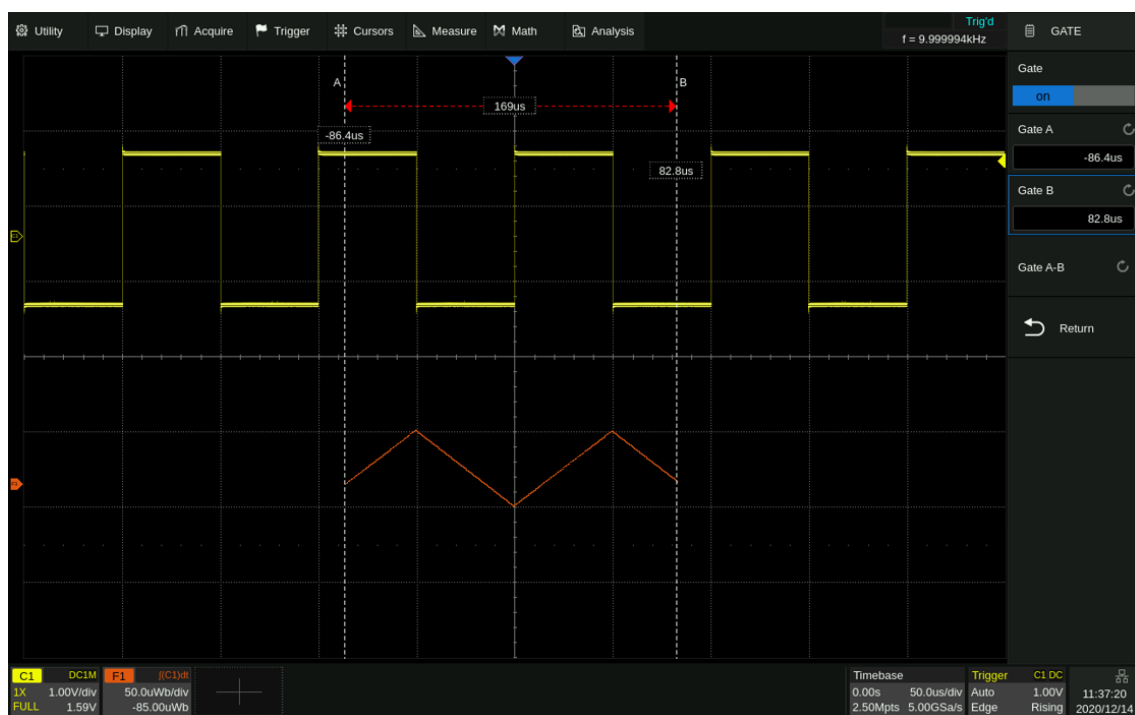 Utility Display Acquire Trigger Cursors Measure Math Analysis
Trig'd
f = 9.999994kHz
GATE
Gate
on
Gate A
-86.4us
Gate B
82.8us
Gate A-B
Return
A
B
169us
-86.4us
82.8us
C1 DC1M
1X 1.00V/div
FULL 1.59V
F1 ∫(C1)dt
50.0uWb/div
-85.00uWb
Timebase
0.00s 50.0us/div
2.50Mpts 5.00GSa/s
Trigger C1 DC
Auto 1.00V
Edge Rising
11:37:20
2020/12/14